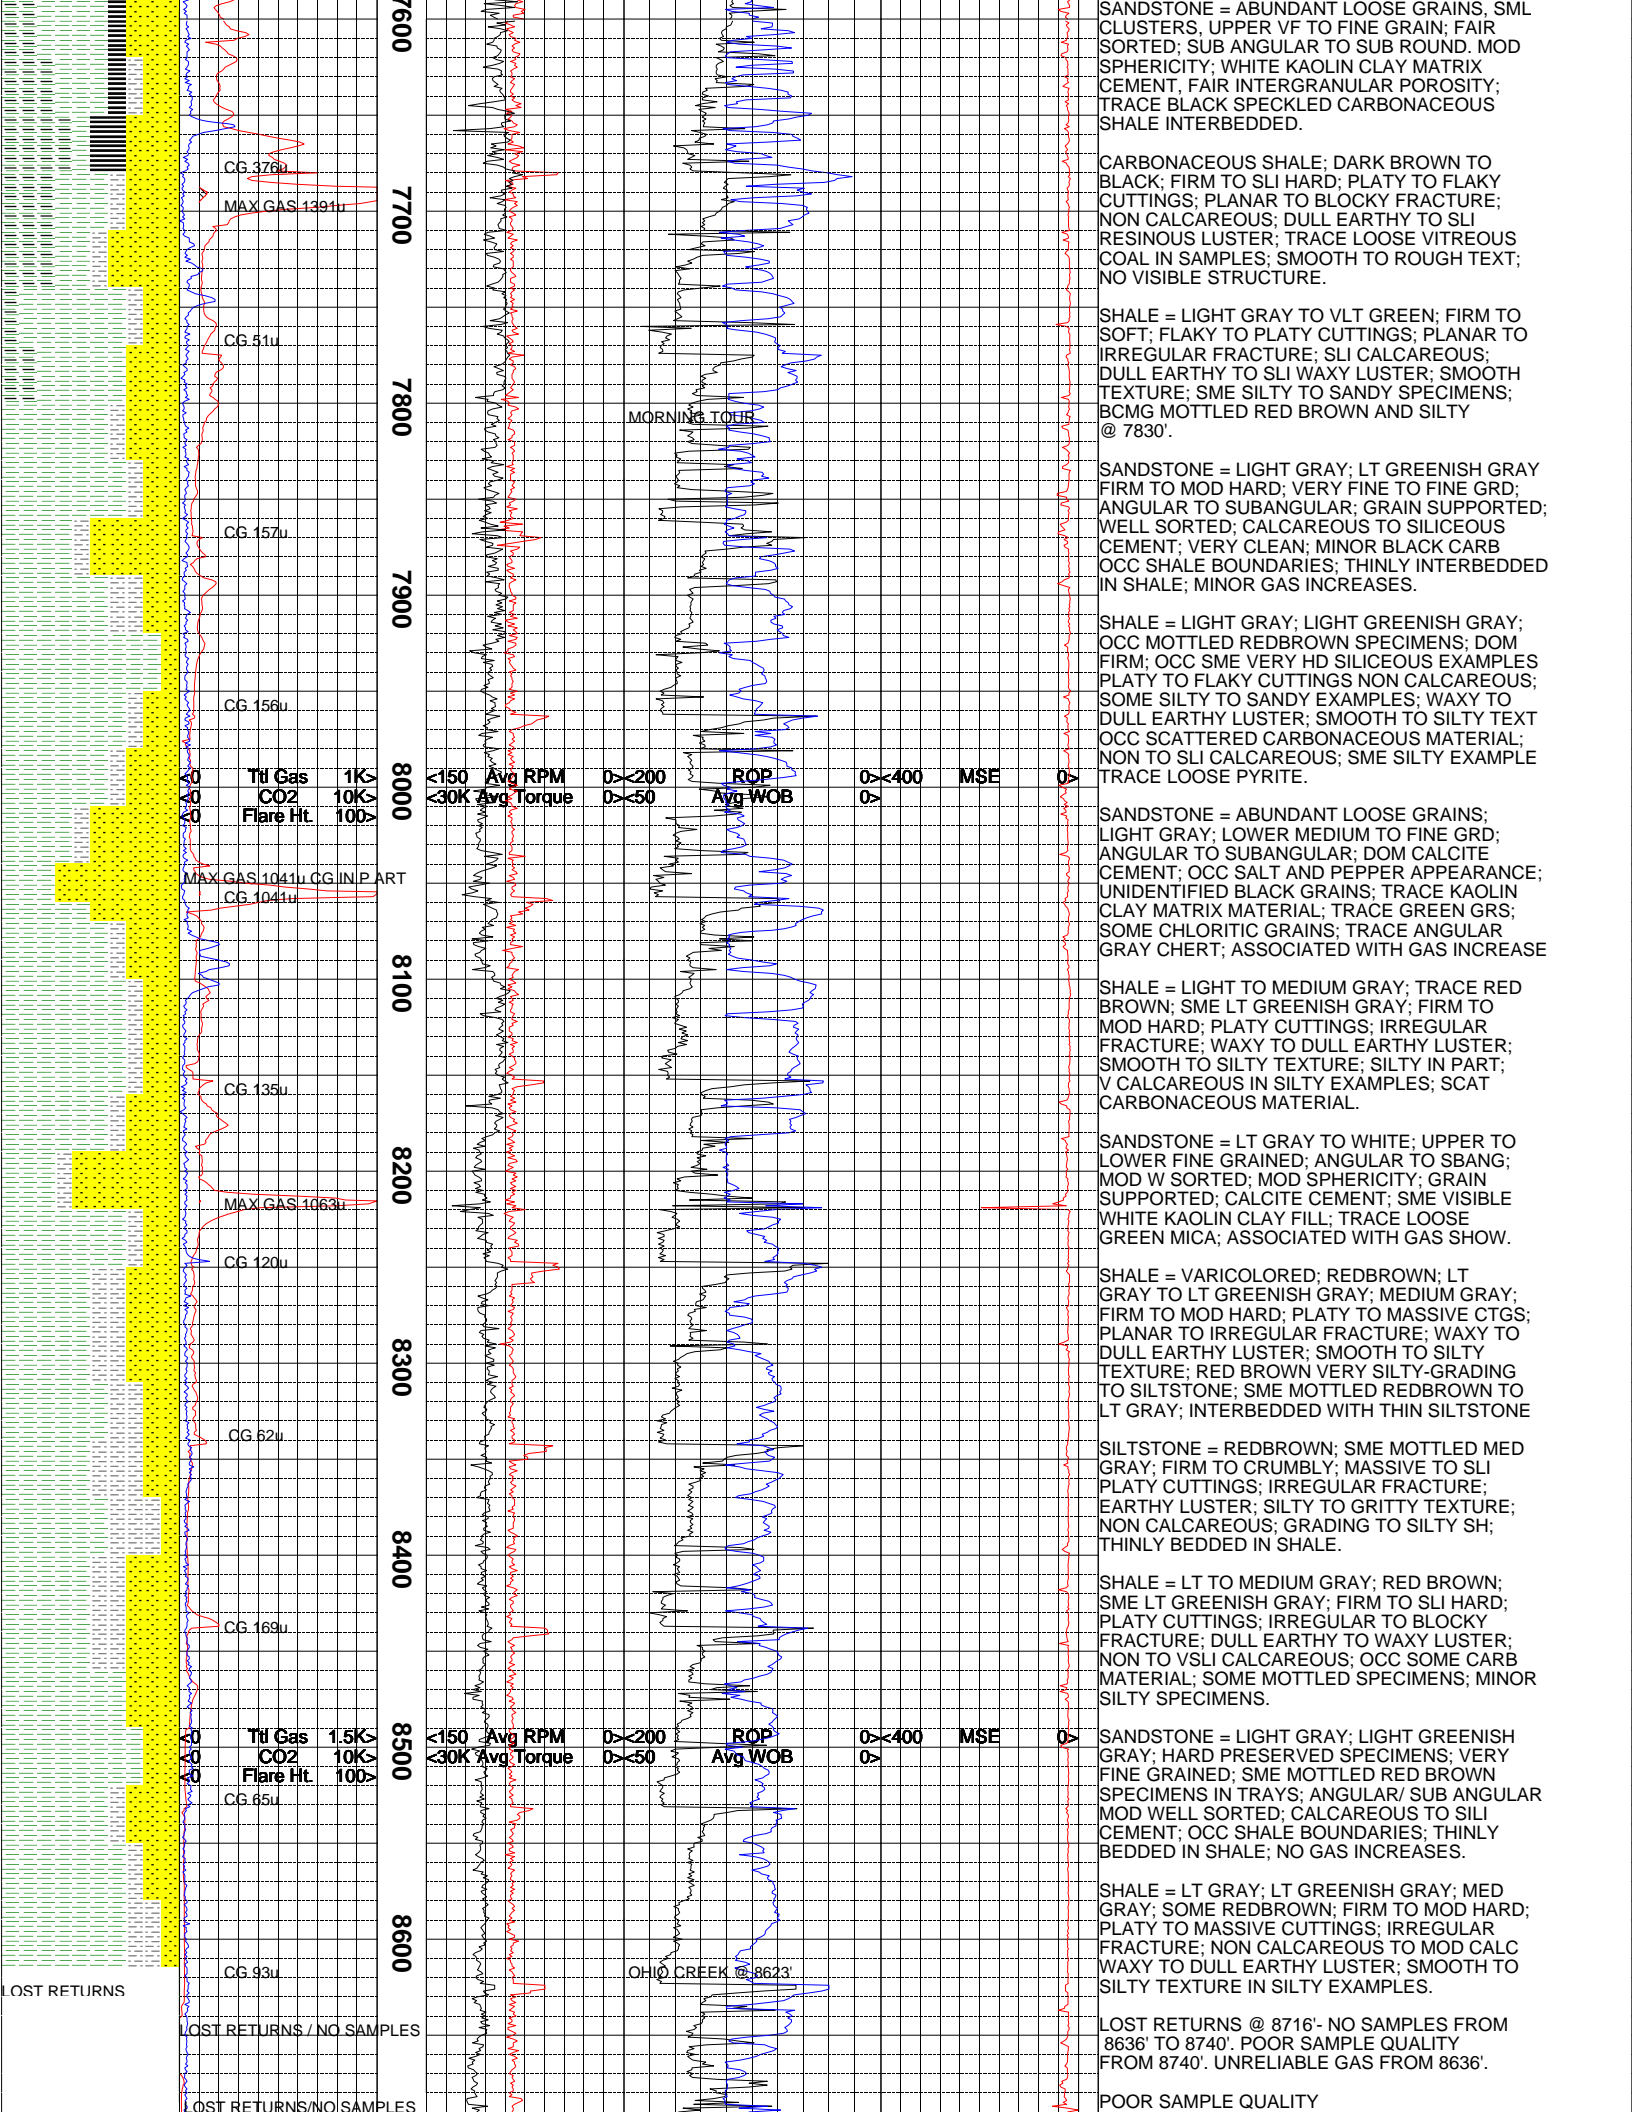 7600
CG 376u
MAX GAS 1391u
7700
CG 51u
7800
MORNING TOUR
CG 157u
7900
CG 156u
<0 Ttl Gas 1K> <150 Avg RPM 0><200 ROP 0><400 MSE 0>
<0 CO2 10K> <30K Avg Torque 0><50 Avg WOB 0>
<0 Flare Ht. 100>
8000
MAX GAS 1041u CG IN P ART
CG 1041u
8100
CG 135u
8200
MAX GAS 1063u
CG 120u
8300
CG 62u
8400
CG 169u
<0 Ttl Gas 1.5K> <150 Avg RPM 0><200 ROP 0><400 MSE 0>
<0 CO2 10K> <30K Avg Torque 0><50 Avg WOB 0>
<0 Flare Ht. 100>
8500
CG 65u
8600
CG 93u
OHIO CREEK @ 8623'
LOST RETURNS
LOST RETURNS / NO SAMPLES
LOST RETURNS/NO SAMPLES
SANDSTONE = ABUNDANT LOOSE GRAINS, SML
CLUSTERS, UPPER VF TO FINE GRAIN; FAIR
SORTED; SUB ANGULAR TO SUB ROUND. MOD
SPHERICITY; WHITE KAOLIN CLAY MATRIX
CEMENT, FAIR INTERGRANULAR POROSITY;
TRACE BLACK SPECKLED CARBONACEOUS
SHALE INTERBEDDED.
CARBONACEOUS SHALE; DARK BROWN TO
BLACK; FIRM TO SLI HARD; PLATY TO FLAKY
CUTTINGS; PLANAR TO BLOCKY FRACTURE;
NON CALCAREOUS; DULL EARTHY TO SLI
RESINOUS LUSTER; TRACE LOOSE VITREOUS
COAL IN SAMPLES; SMOOTH TO ROUGH TEXT;
NO VISIBLE STRUCTURE.
SHALE = LIGHT GRAY TO VLT GREEN; FIRM TO
SOFT; FLAKY TO PLATY CUTTINGS; PLANAR TO
IRREGULAR FRACTURE; SLI CALCAREOUS;
DULL EARTHY TO SLI WAXY LUSTER; SMOOTH
TEXTURE; SME SILTY TO SANDY SPECIMENS;
BCMG MOTTLED RED BROWN AND SILTY
@ 7830'.
SANDSTONE = LIGHT GRAY; LT GREENISH GRAY
FIRM TO MOD HARD; VERY FINE TO FINE GRD;
ANGULAR TO SUBANGULAR; GRAIN SUPPORTED;
WELL SORTED; CALCAREOUS TO SILICEOUS
CEMENT; VERY CLEAN; MINOR BLACK CARB
OCC SHALE BOUNDARIES; THINLY INTERBEDDED
IN SHALE; MINOR GAS INCREASES.
SHALE = LIGHT GRAY; LIGHT GREENISH GRAY;
OCC MOTTLED REDBROWN SPECIMENS; DOM
FIRM; OCC SME VERY HD SILICEOUS EXAMPLES
PLATY TO FLAKY CUTTINGS NON CALCAREOUS;
SOME SILTY TO SANDY EXAMPLES; WAXY TO
DULL EARTHY LUSTER; SMOOTH TO SILTY TEXT
OCC SCATTERED CARBONACEOUS MATERIAL;
NON TO SLI CALCAREOUS; SME SILTY EXAMPLE
TRACE LOOSE PYRITE.
SANDSTONE = ABUNDANT LOOSE GRAINS;
LIGHT GRAY; LOWER MEDIUM TO FINE GRD;
ANGULAR TO SUBANGULAR; DOM CALCITE
CEMENT; OCC SALT AND PEPPER APPEARANCE;
UNIDENTIFIED BLACK GRAINS; TRACE KAOLIN
CLAY MATRIX MATERIAL; TRACE GREEN GRS;
SOME CHLORITIC GRAINS; TRACE ANGULAR
GRAY CHERT; ASSOCIATED WITH GAS INCREASE
SHALE = LIGHT TO MEDIUM GRAY; TRACE RED
BROWN; SME LT GREENISH GRAY; FIRM TO
MOD HARD; PLATY CUTTINGS; IRREGULAR
FRACTURE; WAXY TO DULL EARTHY LUSTER;
SMOOTH TO SILTY TEXTURE; SILTY IN PART;
V CALCAREOUS IN SILTY EXAMPLES; SCAT
CARBONACEOUS MATERIAL.
SANDSTONE = LT GRAY TO WHITE; UPPER TO
LOWER FINE GRAINED; ANGULAR TO SBANG;
MOD W SORTED; MOD SPHERICITY; GRAIN
SUPPORTED; CALCITE CEMENT; SME VISIBLE
WHITE KAOLIN CLAY FILL; TRACE LOOSE
GREEN MICA; ASSOCIATED WITH GAS SHOW.
SHALE = VARICOLORED; REDBROWN; LT
GRAY TO LT GREENISH GRAY; MEDIUM GRAY;
FIRM TO MOD HARD; PLATY TO MASSIVE CTGS;
PLANAR TO IRREGULAR FRACTURE; WAXY TO
DULL EARTHY LUSTER; SMOOTH TO SILTY
TEXTURE; RED BROWN VERY SILTY-GRADING
TO SILTSTONE; SME MOTTLED REDBROWN TO
LT GRAY; INTERBEDDED WITH THIN SILTSTONE
SILTSTONE = REDBROWN; SME MOTTLED MED
GRAY; FIRM TO CRUMBLY; MASSIVE TO SLI
PLATY CUTTINGS; IRREGULAR FRACTURE;
EARTHY LUSTER; SILTY TO GRITTY TEXTURE;
NON CALCAREOUS; GRADING TO SILTY SH;
THINLY BEDDED IN SHALE.
SHALE = LT TO MEDIUM GRAY; RED BROWN;
SME LT GREENISH GRAY; FIRM TO SLI HARD;
PLATY CUTTINGS; IRREGULAR TO BLOCKY
FRACTURE; DULL EARTHY TO WAXY LUSTER;
NON TO VSLI CALCAREOUS; OCC SOME CARB
MATERIAL; SOME MOTTLED SPECIMENS; MINOR
SILTY SPECIMENS.
SANDSTONE = LIGHT GRAY; LIGHT GREENISH
GRAY; HARD PRESERVED SPECIMENS; VERY
FINE GRAINED; SME MOTTLED RED BROWN
SPECIMENS IN TRAYS; ANGULAR/ SUB ANGULAR
MOD WELL SORTED; CALCAREOUS TO SILI
CEMENT; OCC SHALE BOUNDARIES; THINLY
BEDDED IN SHALE; NO GAS INCREASES.
SHALE = LT GRAY; LT GREENISH GRAY; MED
GRAY; SOME REDBROWN; FIRM TO MOD HARD;
PLATY TO MASSIVE CUTTINGS; IRREGULAR
FRACTURE; NON CALCAREOUS TO MOD CALC
WAXY TO DULL EARTHY LUSTER; SMOOTH TO
SILTY TEXTURE IN SILTY EXAMPLES.
LOST RETURNS @ 8716'- NO SAMPLES FROM
8636' TO 8740'. POOR SAMPLE QUALITY
FROM 8740'. UNRELIABLE GAS FROM 8636'.
POOR SAMPLE QUALITY